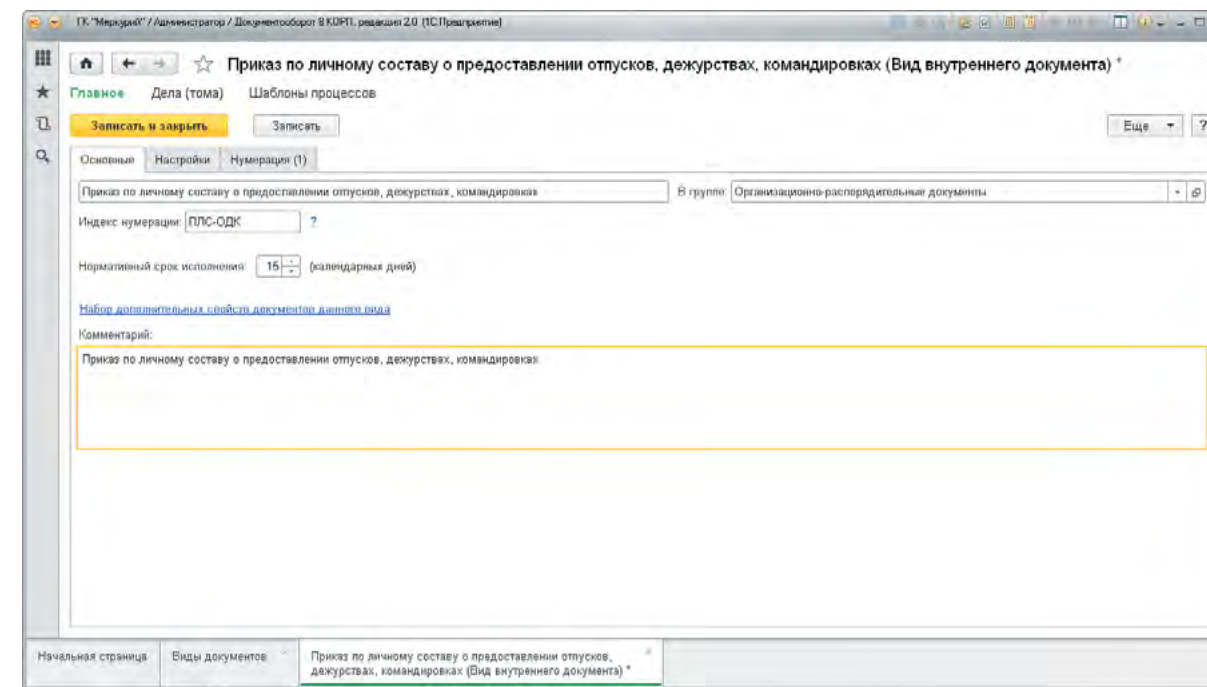 ГК "Меркурий" / Администратор / Документооборот 8 КОРП, редакция 2.0 (1С:Предприятие)
Приказ по личному составу о предоставлении отпусков, дежурствах, командировках (Вид внутреннего документа) *
Главное Дела (тома) Шаблоны процессов
Записать и закрыть Записать Еще ?
Основные Настройки Нумерация (1)
Приказ по личному составу о предоставлении отпусков, дежурствах, командировках В группе: Организационно-распорядительные документы
Индекс нумерации: ПЛС-ОДК ?
Нормативный срок исполнения: 15 (календарных дней)
Набор дополнительных свойств документов данного вида
Комментарий:
Приказ по личному составу о предоставлении отпусков, дежурствах, командировках
Начальная страница Виды документов Приказ по личному составу о предоставлении отпусков,
дежурствах, командировках (Вид внутреннего документа) *